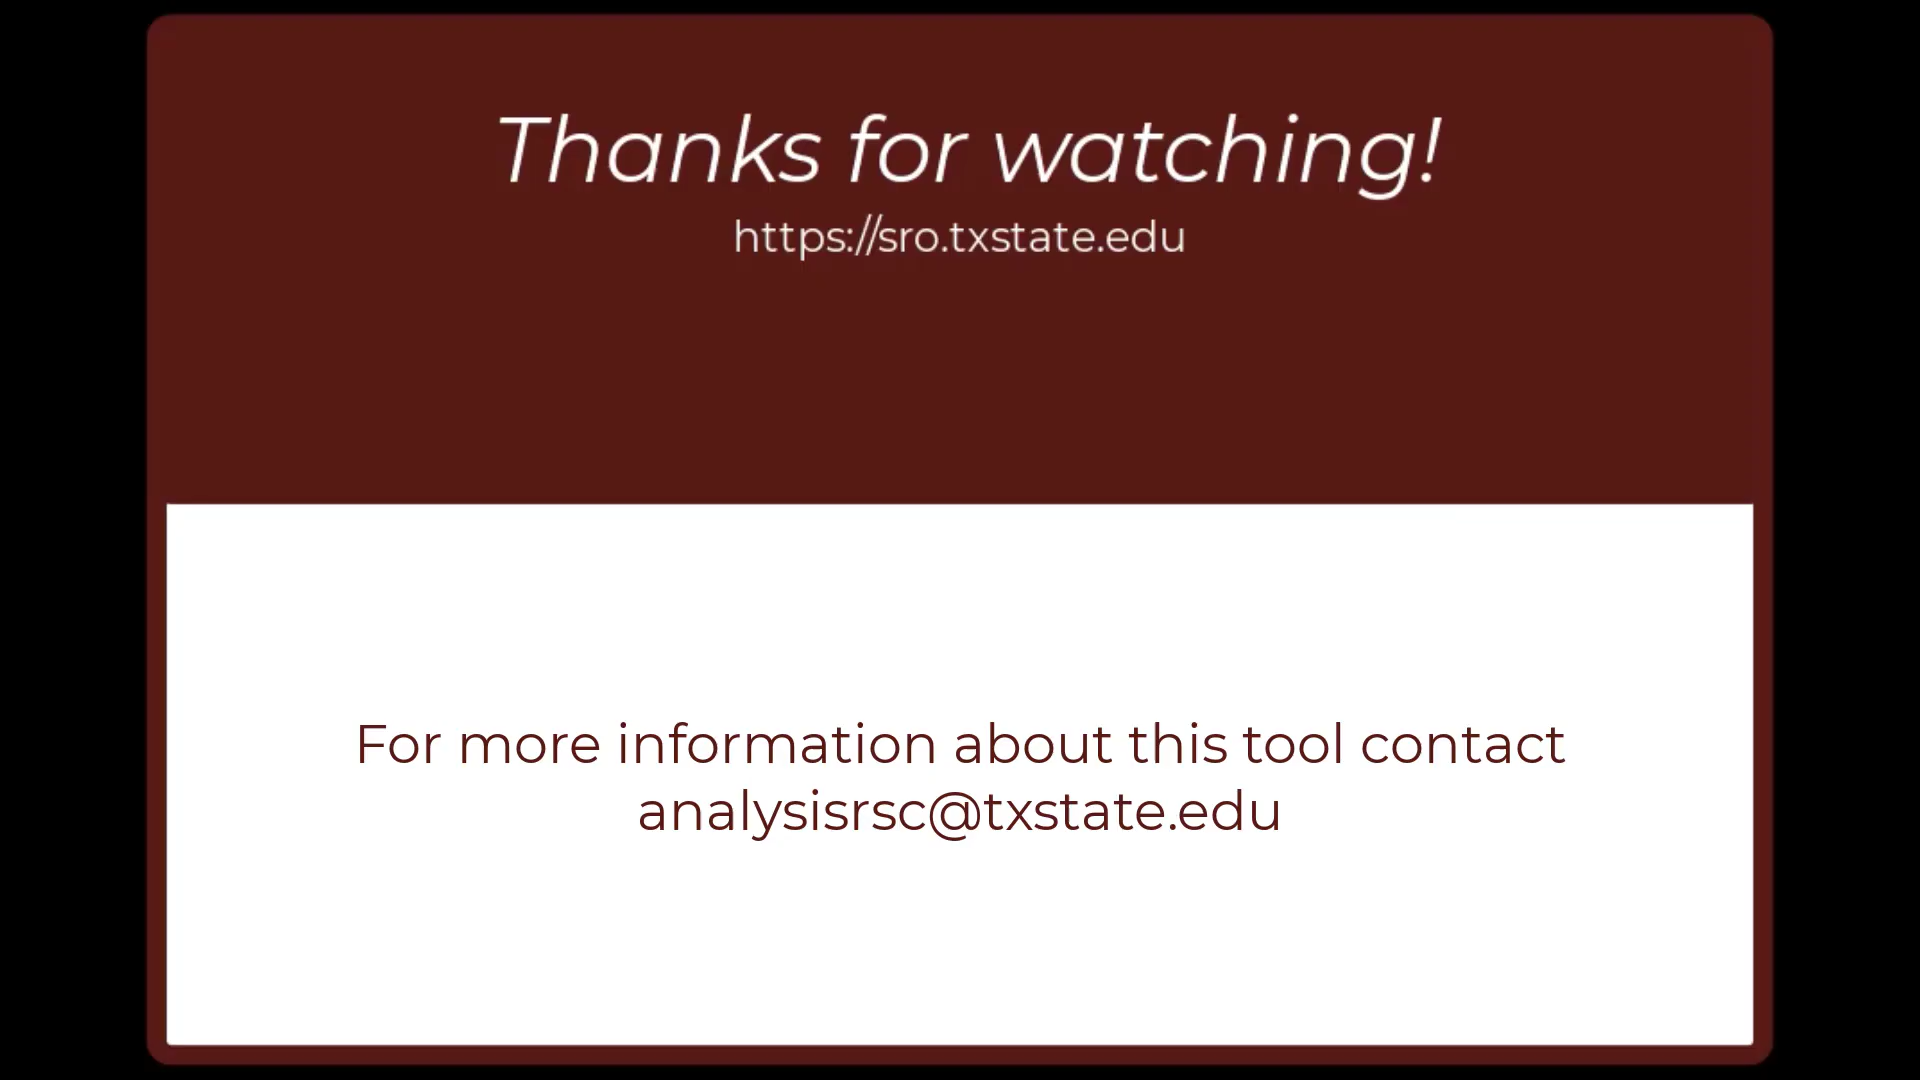 Thanks for watching!
https://sro.txstate.edu
For more information about this tool contact
analysisrsc@txstate.edu